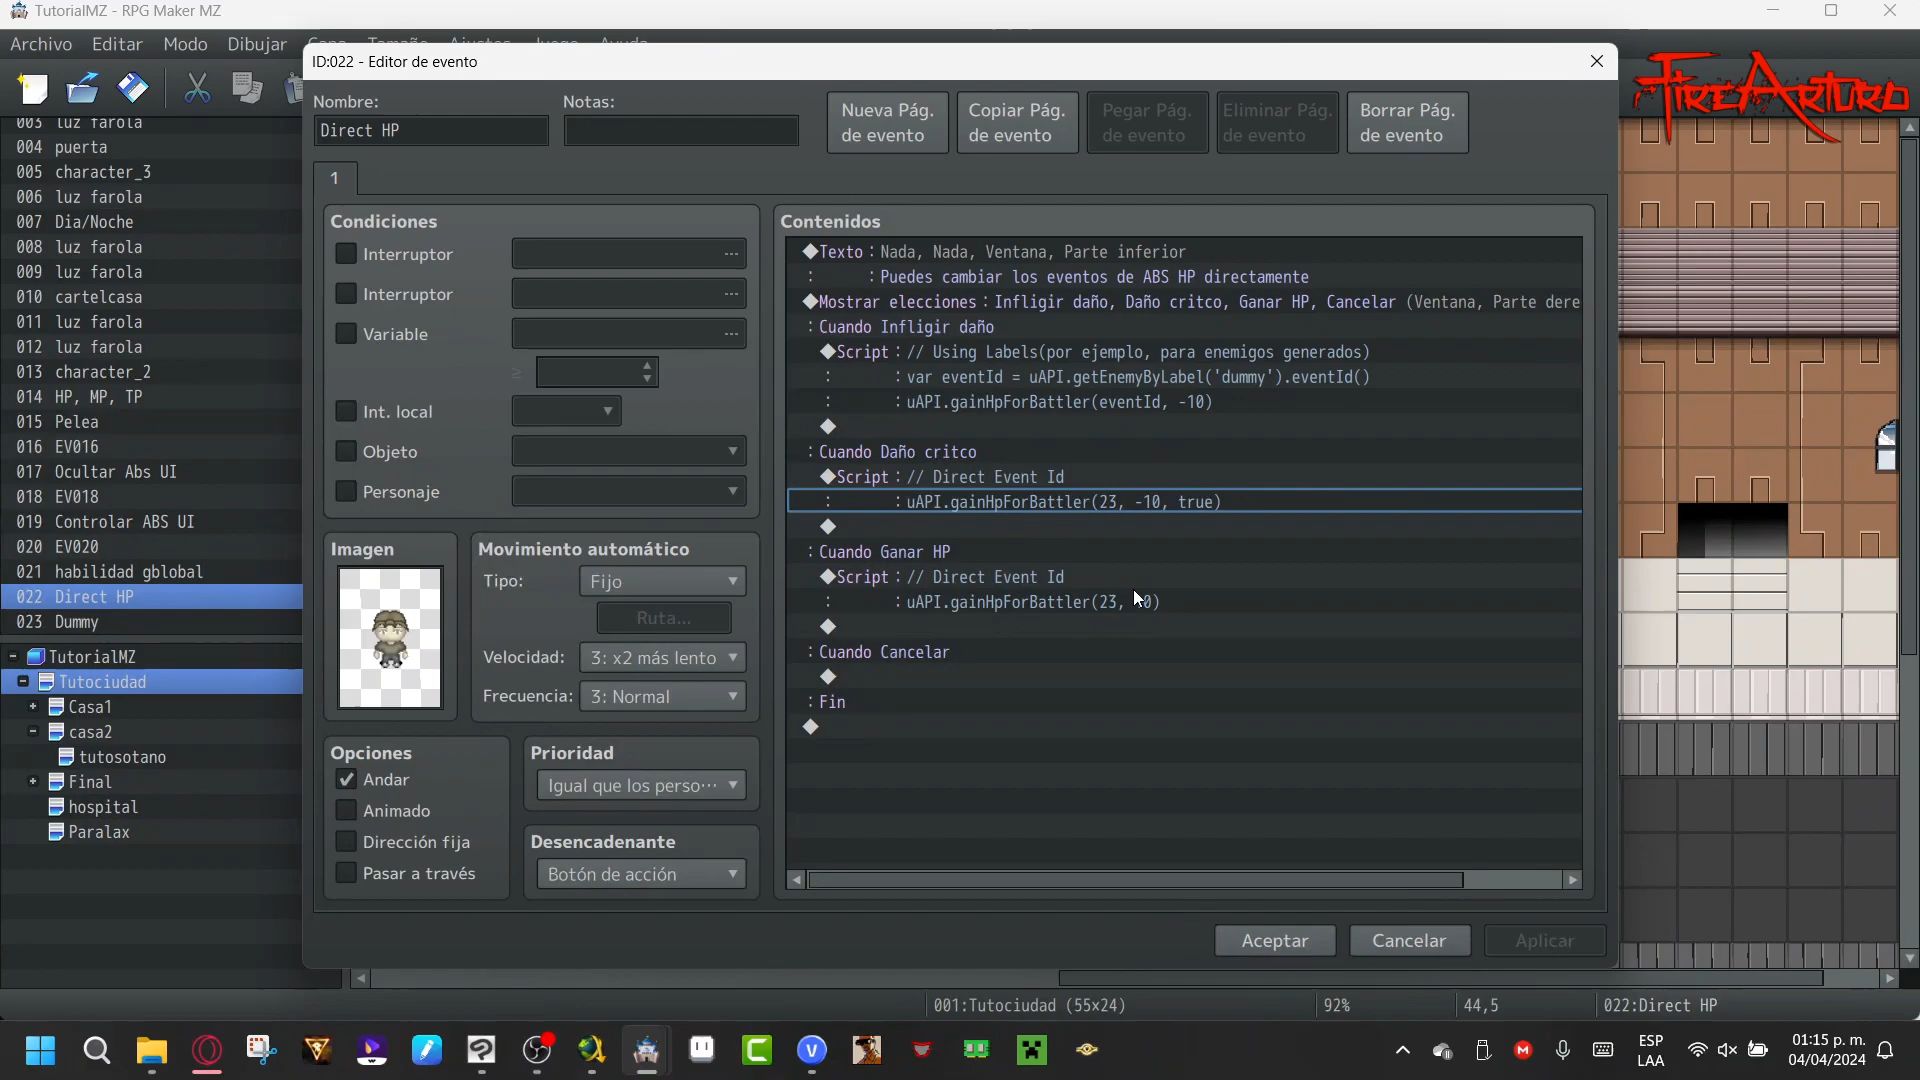 TutorialMZ - RPG Maker MZ
Archivo Editar Modo Dibujar
ID:022 - Editor de evento
FireArturo
003 luz farola
004 puerta
005 character_3
006 luz farola
007 Dia/Noche
008 luz farola
009 luz farola
010 cartelcasa
011 luz farola
012 luz farola
013 character_2
014 HP, MP, TP
015 Pelea
016 EV016
017 Ocultar Abs UI
018 EV018
019 Controlar ABS UI
020 EV020
021 habilidad gblobal
022 Direct HP
023 Dummy
TutorialMZ
Tutociudad
Casa1
casa2
tutosotano
Final
hospital
Paralax
Nombre:
Direct HP
Notas:
Nueva Pág. de evento
Copiar Pág. de evento
Pegar Pág. de evento
Eliminar Pág. de evento
Borrar Pág. de evento
1
Condiciones
Interruptor
Interruptor
Variable
≥
Int. local
Objeto
Personaje
Imagen
Movimiento automático
Tipo: Fijo
Ruta...
Velocidad: 3: x2 más lento
Frecuencia: 3: Normal
Opciones
Andar
Animado
Dirección fija
Pasar a través
Prioridad
Igual que los perso...
Desencadenante
Botón de acción
Contenidos
◆Texto : Nada, Nada, Ventana, Parte inferior
: : Puedes cambiar los eventos de ABS HP directamente
◆Mostrar elecciones : Infligir daño, Daño critco, Ganar HP, Cancelar (Ventana, Parte dere
: Cuando Infligir daño
◆Script : // Using Labels(por ejemplo, para enemigos generados)
: : var eventId = uAPI.getEnemyByLabel('dummy').eventId()
: : uAPI.gainHpForBattler(eventId, -10)
◆
: Cuando Daño critco
◆Script : // Direct Event Id
: : uAPI.gainHpForBattler(23, -10, true)
◆
: Cuando Ganar HP
◆Script : // Direct Event Id
: : uAPI.gainHpForBattler(23, 0)
◆
: Cuando Cancelar
◆
: Fin
◆
Aceptar Cancelar Aplicar
001:Tutociudad (55x24) 92% 44,5 022:Direct HP
ESP
LAA
01:15 p. m.
04/04/2024